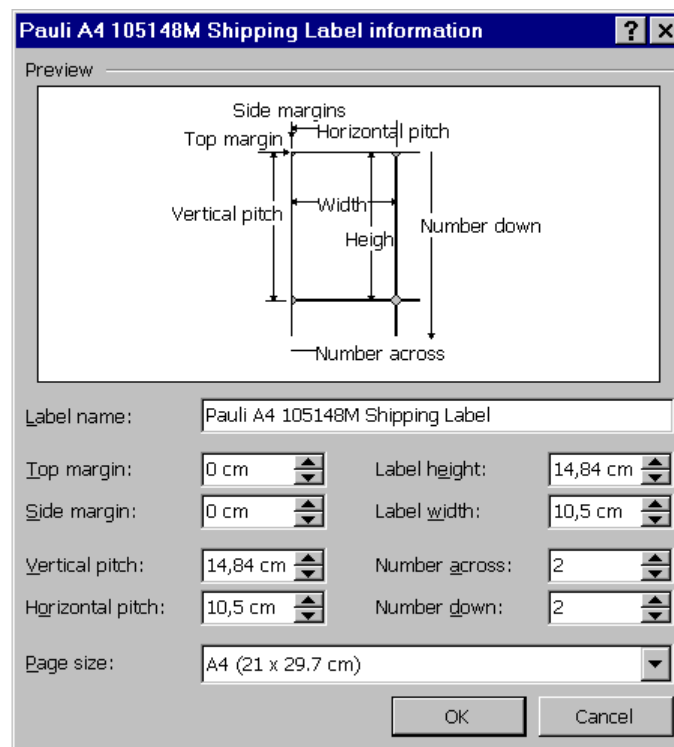 Pauli A4 105148M Shipping Label information
Preview
Side margins
Top margin
Horizontal pitch
Vertical pitch
Width
Heigh
Number down
Number across
Label name: Pauli A4 105148M Shipping Label
Top margin: 0 cm Label height: 14,84 cm
Side margin: 0 cm Label width: 10,5 cm
Vertical pitch: 14,84 cm Number across: 2
Horizontal pitch: 10,5 cm Number down: 2
Page size: A4 (21 x 29.7 cm)
OK Cancel